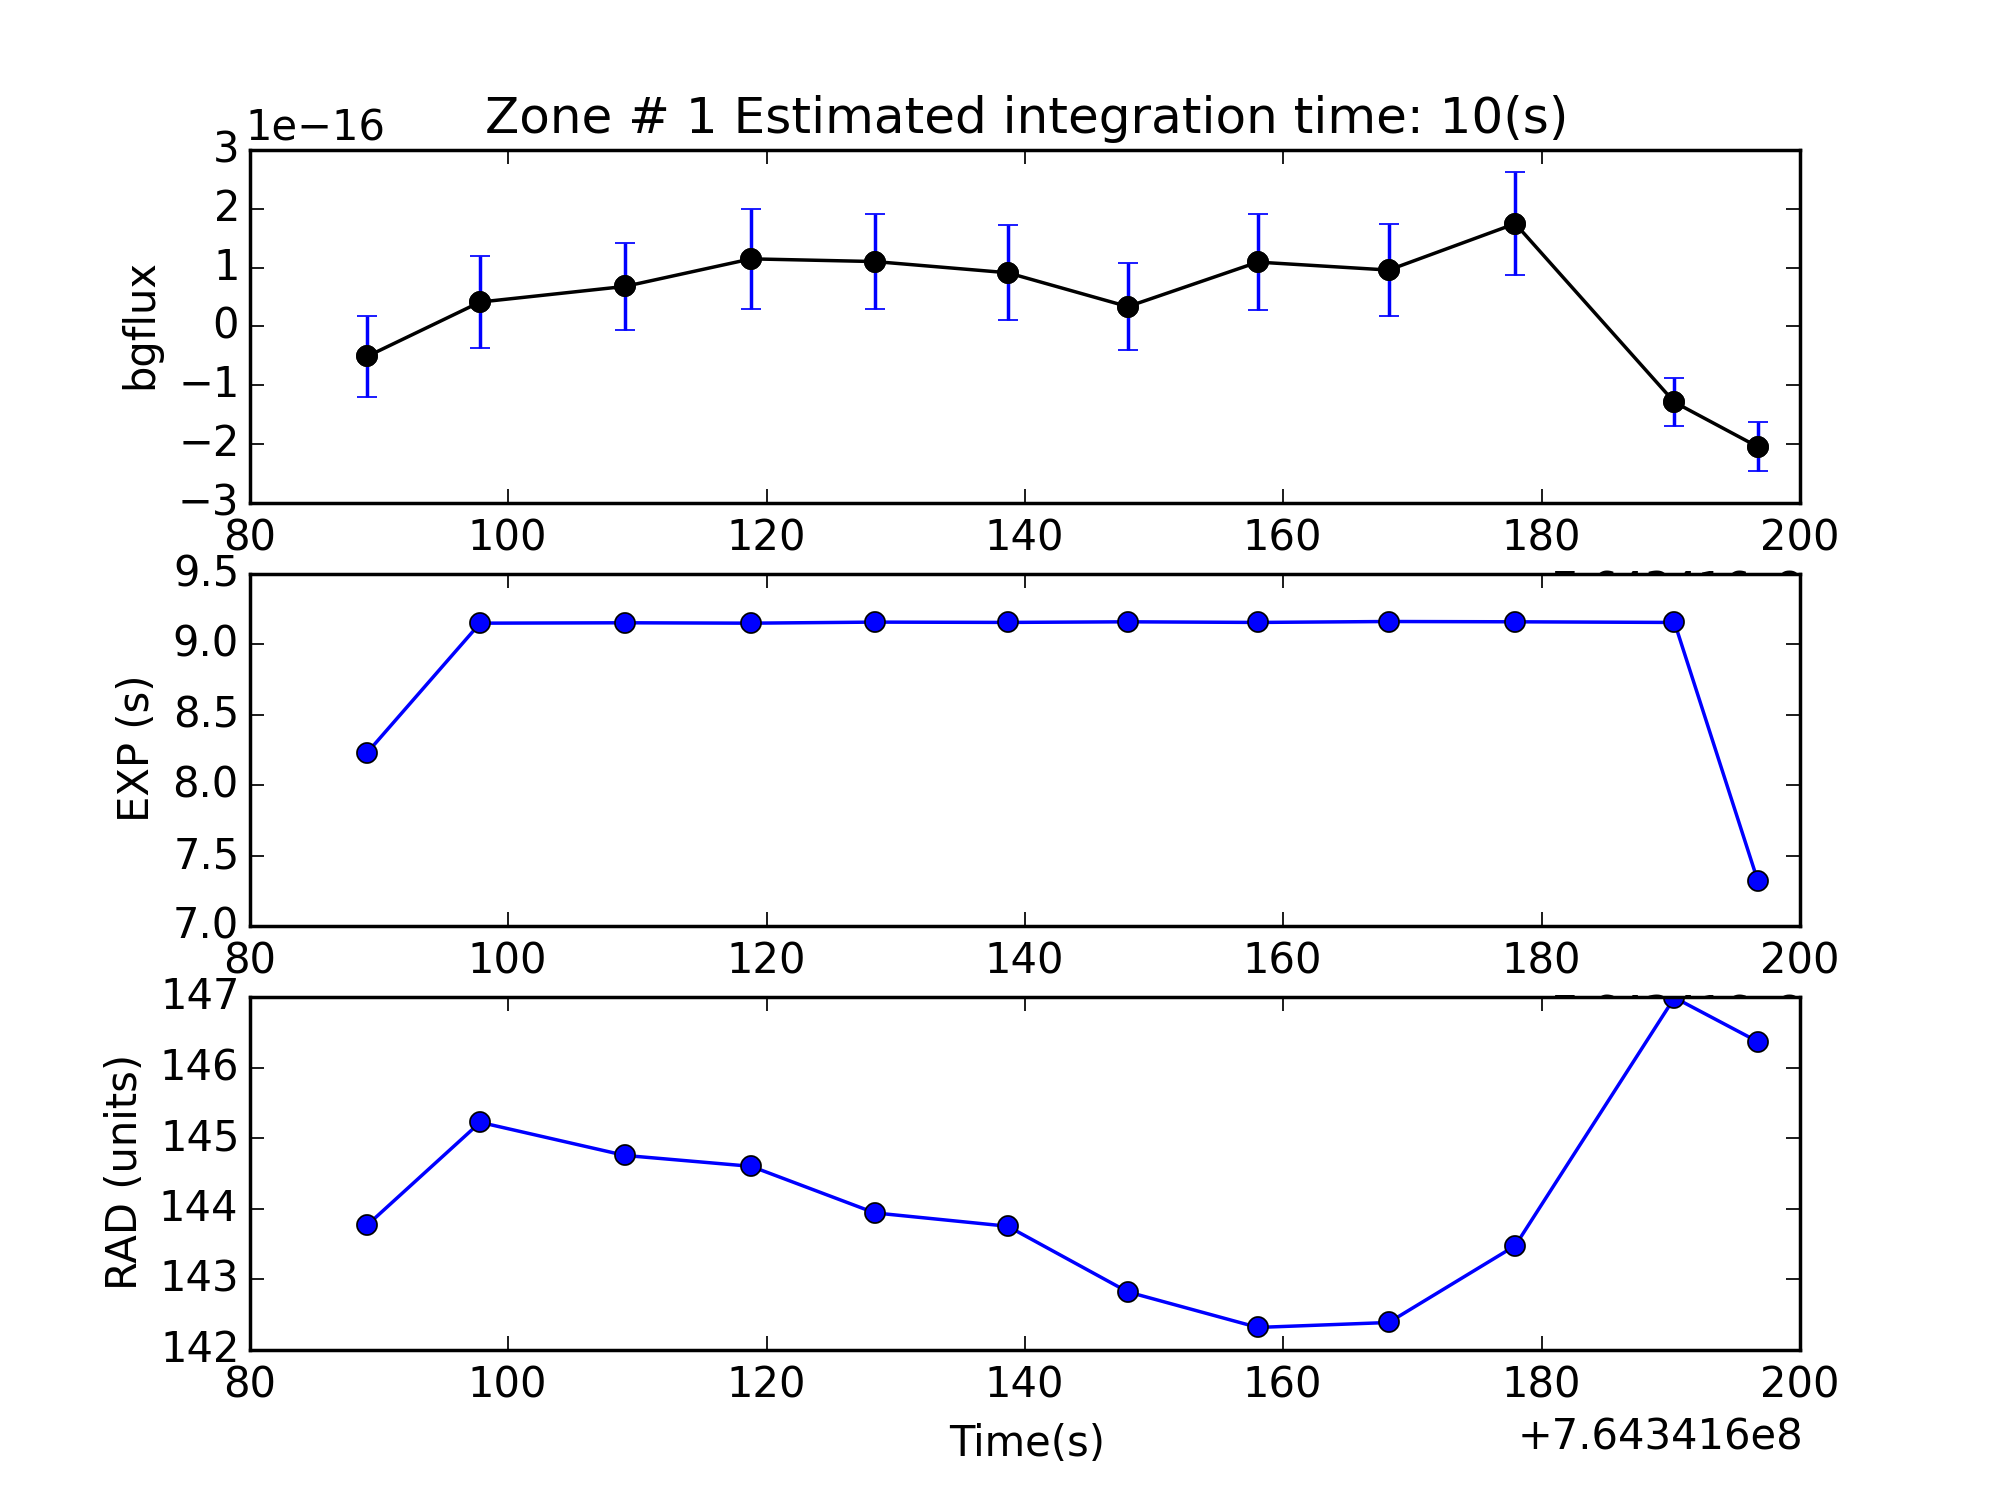 1e−16
Zone # 1 Estimated integration time: 10(s)
3
2
1
0
−1
−2
−3
bgflux
80 100 120 140 160 180 200
9.5
9.0
8.5
8.0
7.5
7.0
EXP (s)
80 100 120 140 160 180 200
147
146
145
144
143
142
RAD (units)
80 100 120 140 160 180 200
Time(s)
+7.643416e8